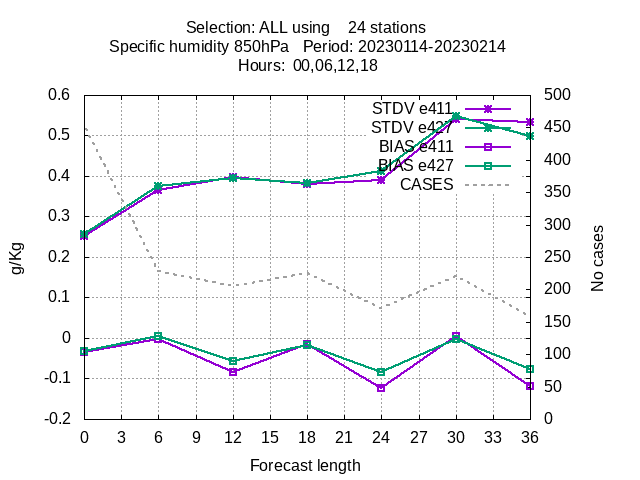 Selection: ALL using 24 stations
Specific humidity 850hPa Period: 20230114-20230214
Hours: 00,06,12,18
0.6
0.5
0.4
0.3
0.2
0.1
0
-0.1
-0.2
g/Kg
STDV e411
STDV e427
BIAS e411
BIAS e427
CASES
500
450
400
350
300
250
200
150
100
50
0
No cases
0 3 6 9 12 15 18 21 24 27 30 33 36
Forecast length